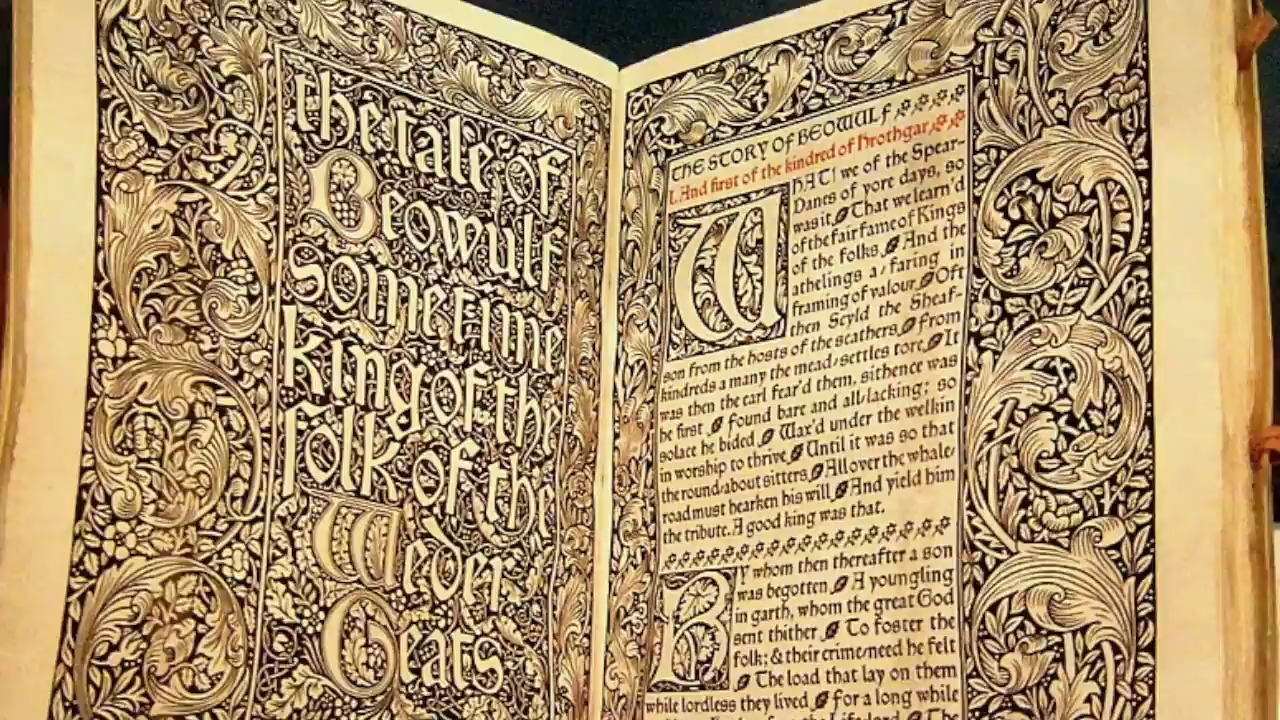 the tale of
Beowulf
sometime
king of the
folk of the
Weder
Geats
THE STORY OF BEOWULF
I. And first of the kindred of Hrothgar
WHAT! we of the Spear-
Danes of yore days, so
was it That we learn'd
of the fair fame of Kings
of the folks And the
athelings a/faring in
framing of valour Oft
then Scyld the Sheaf-
son from the hosts of the scathers From
kindreds a many the mead/settles tore It
was then the earl fear'd them, sithence was
he first Found bare and all/lacking; so
solace he bided Wax'd under the welkin
in worship to thrive Until it was so that
the round/about sitters All over the whale/
road must hearken his will And yield him
the tribute. A good king was that.
BY whom then thereafter a son
was begotten A youngling
in garth, whom the great God
sent thither To foster the
folk; & their crime/need he felt
The load that lay on them
while lordless they lived For a long while
the Life-lord The